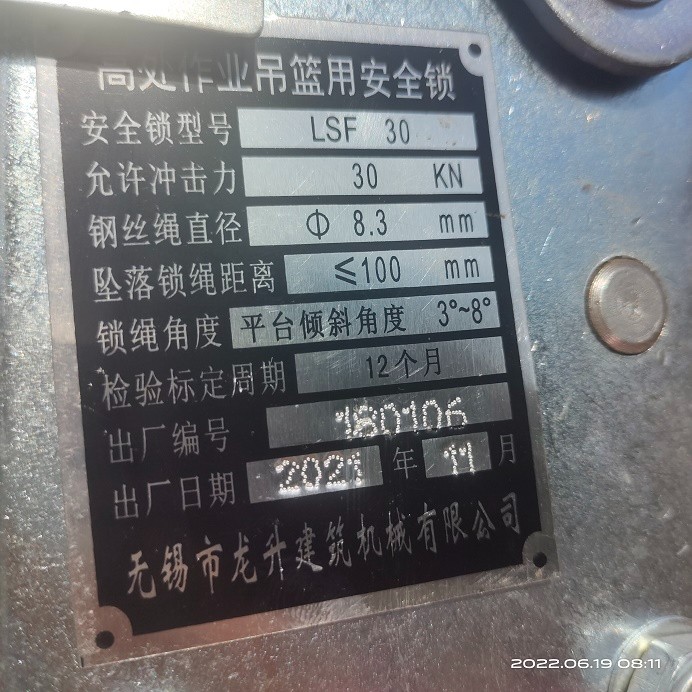 高处作业吊篮用安全锁
安全锁型号 LSF 30
允许冲击力 30 KN
钢丝绳直径 Φ 8.3 mm
坠落锁绳距离 ≤100 mm
锁绳角度 平台倾斜角度 3°~8°
检验标定周期 12个月
出厂编号 180106
出厂日期 2021 年 11 月
无锡市龙升建筑机械有限公司
2022.06.19 08:11